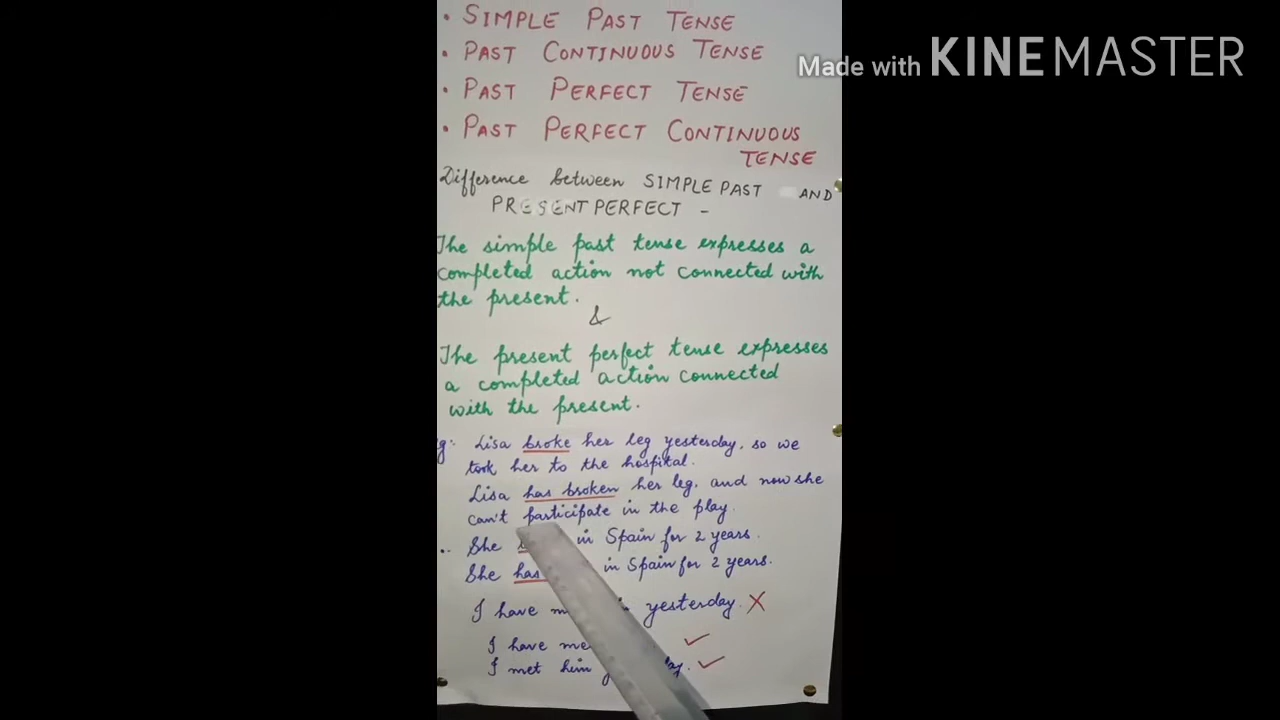 Made with KINEMASTER
• SIMPLE PAST TENSE
• PAST CONTINUOUS TENSE
• PAST PERFECT TENSE
• PAST PERFECT CONTINUOUS
TENSE
Difference between SIMPLE PAST AND
PRESENT PERFECT -
The simple past tense expresses a
completed action not connected with
the present.
&
The present perfect tense expresses
a completed action connected
with the present.
g: Lisa broke her leg yesterday, so we
took her to the hospital.
Lisa has broken her leg, and now she
can't participate in the play.
She in Spain for 2 years.
She has in Spain for 2 years.
I have yesterday. X
I have me ✓
I met him ✓